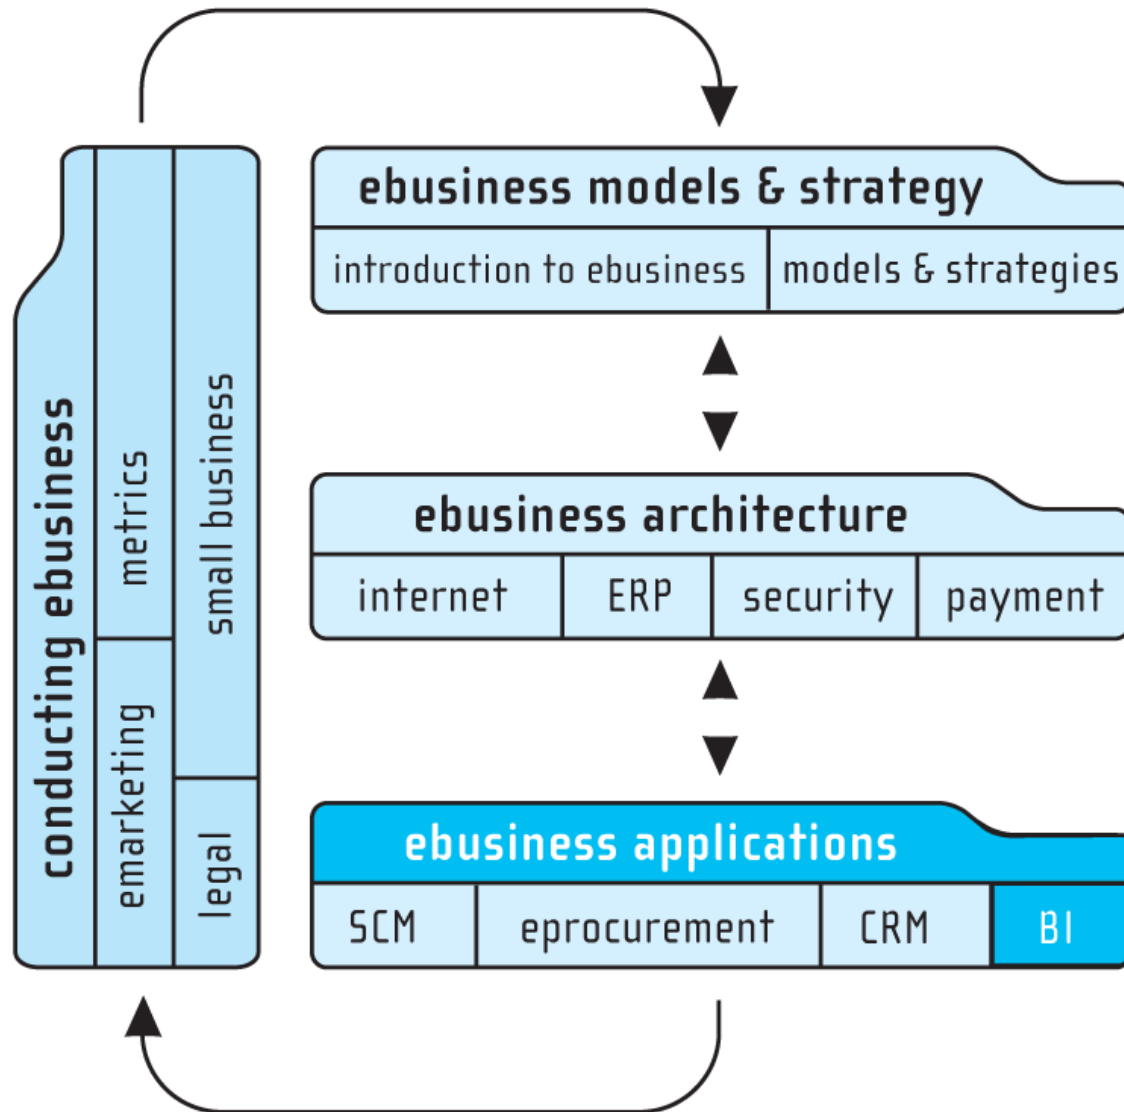 conducting ebusiness
metrics
emarketing
small business
legal
ebusiness models & strategy
introduction to ebusiness
models & strategies
ebusiness architecture
internet
ERP
security
payment
ebusiness applications
SCM
eprocurement
CRM
BI